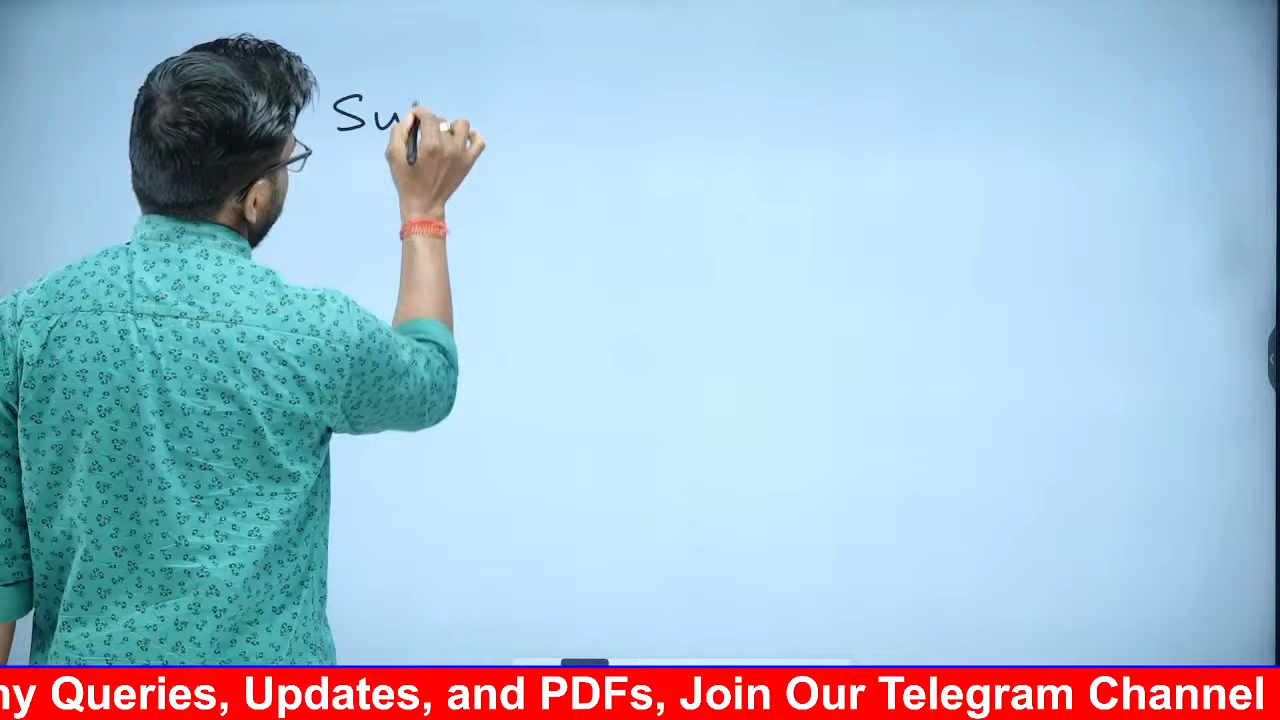 Su
ny Queries, Updates, and PDFs, Join Our Telegram Channel